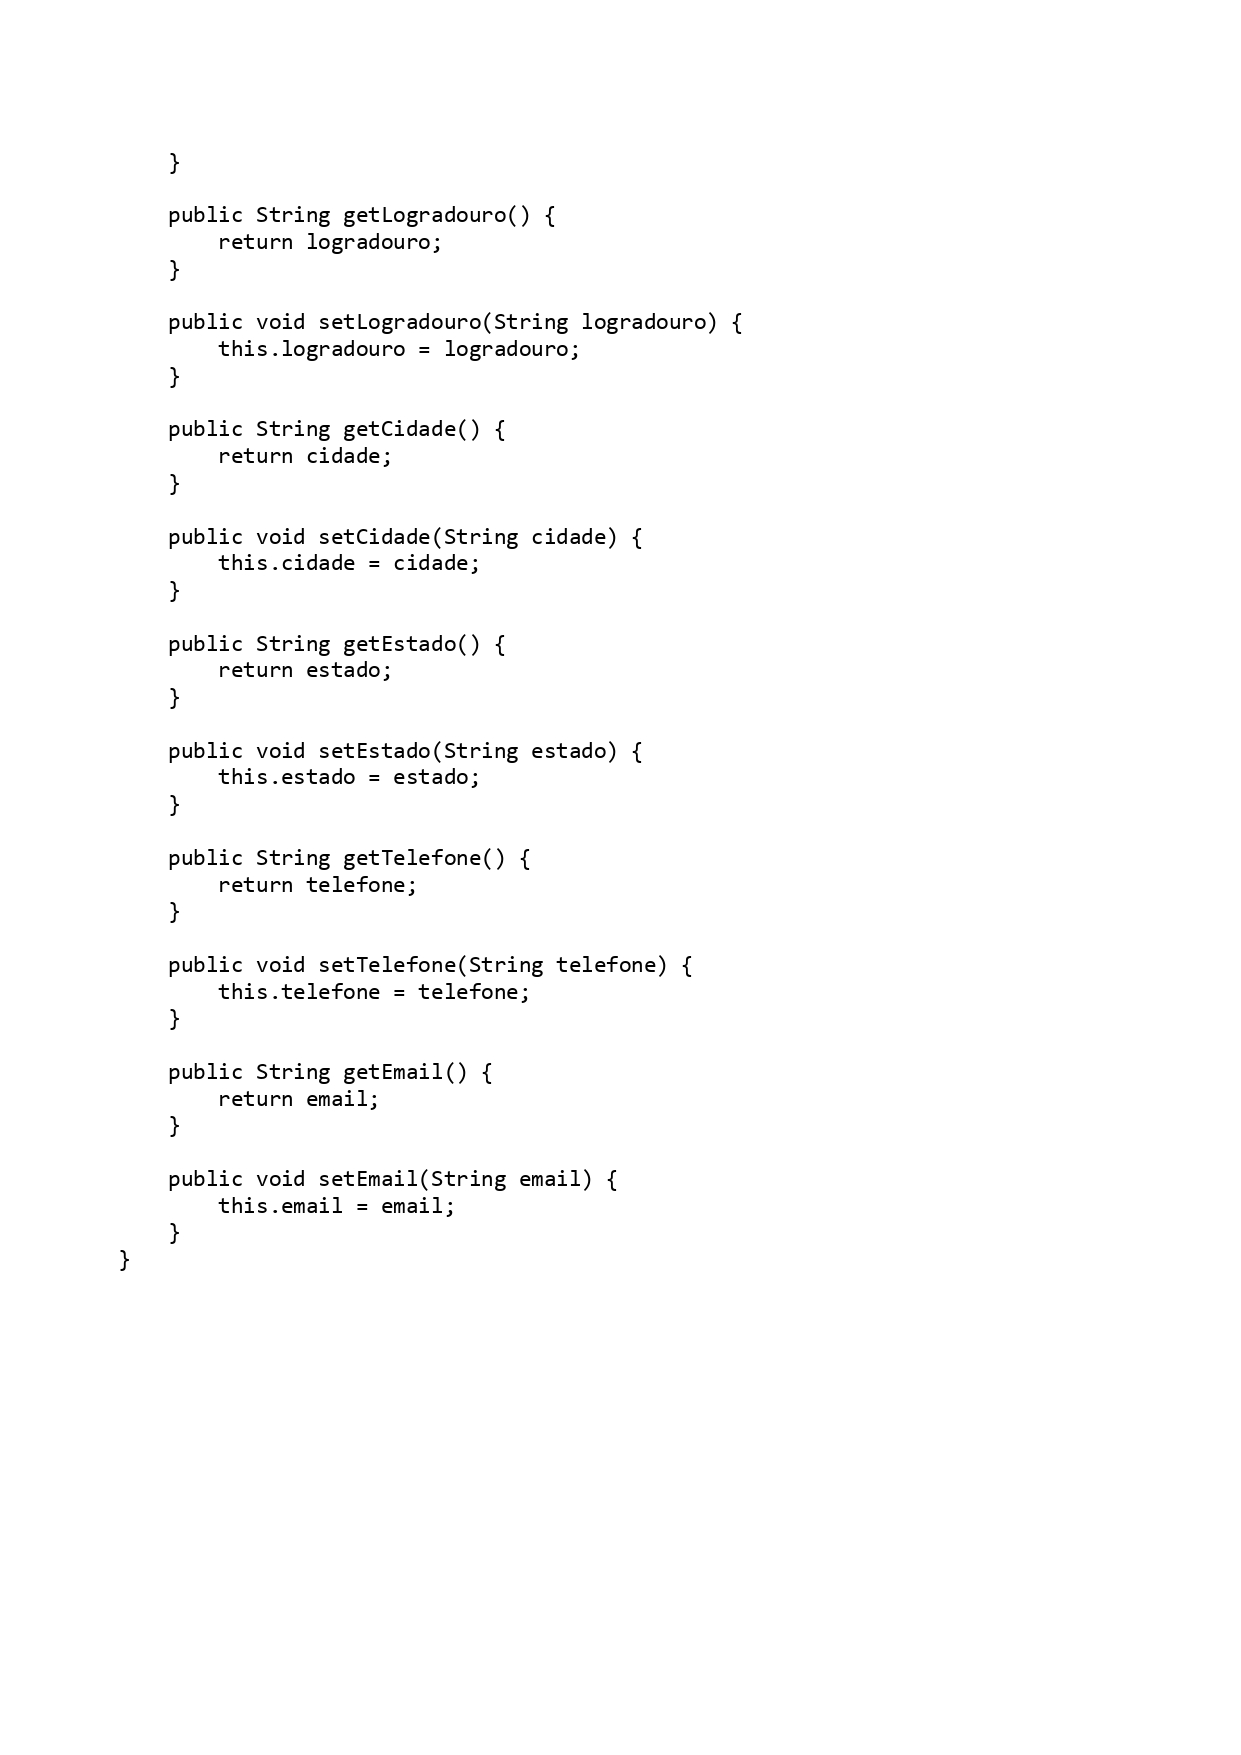 }

    public String getLogradouro() {
        return logradouro;
    }

    public void setLogradouro(String logradouro) {
        this.logradouro = logradouro;
    }

    public String getCidade() {
        return cidade;
    }

    public void setCidade(String cidade) {
        this.cidade = cidade;
    }

    public String getEstado() {
        return estado;
    }

    public void setEstado(String estado) {
        this.estado = estado;
    }

    public String getTelefone() {
        return telefone;
    }

    public void setTelefone(String telefone) {
        this.telefone = telefone;
    }

    public String getEmail() {
        return email;
    }

    public void setEmail(String email) {
        this.email = email;
    }
}